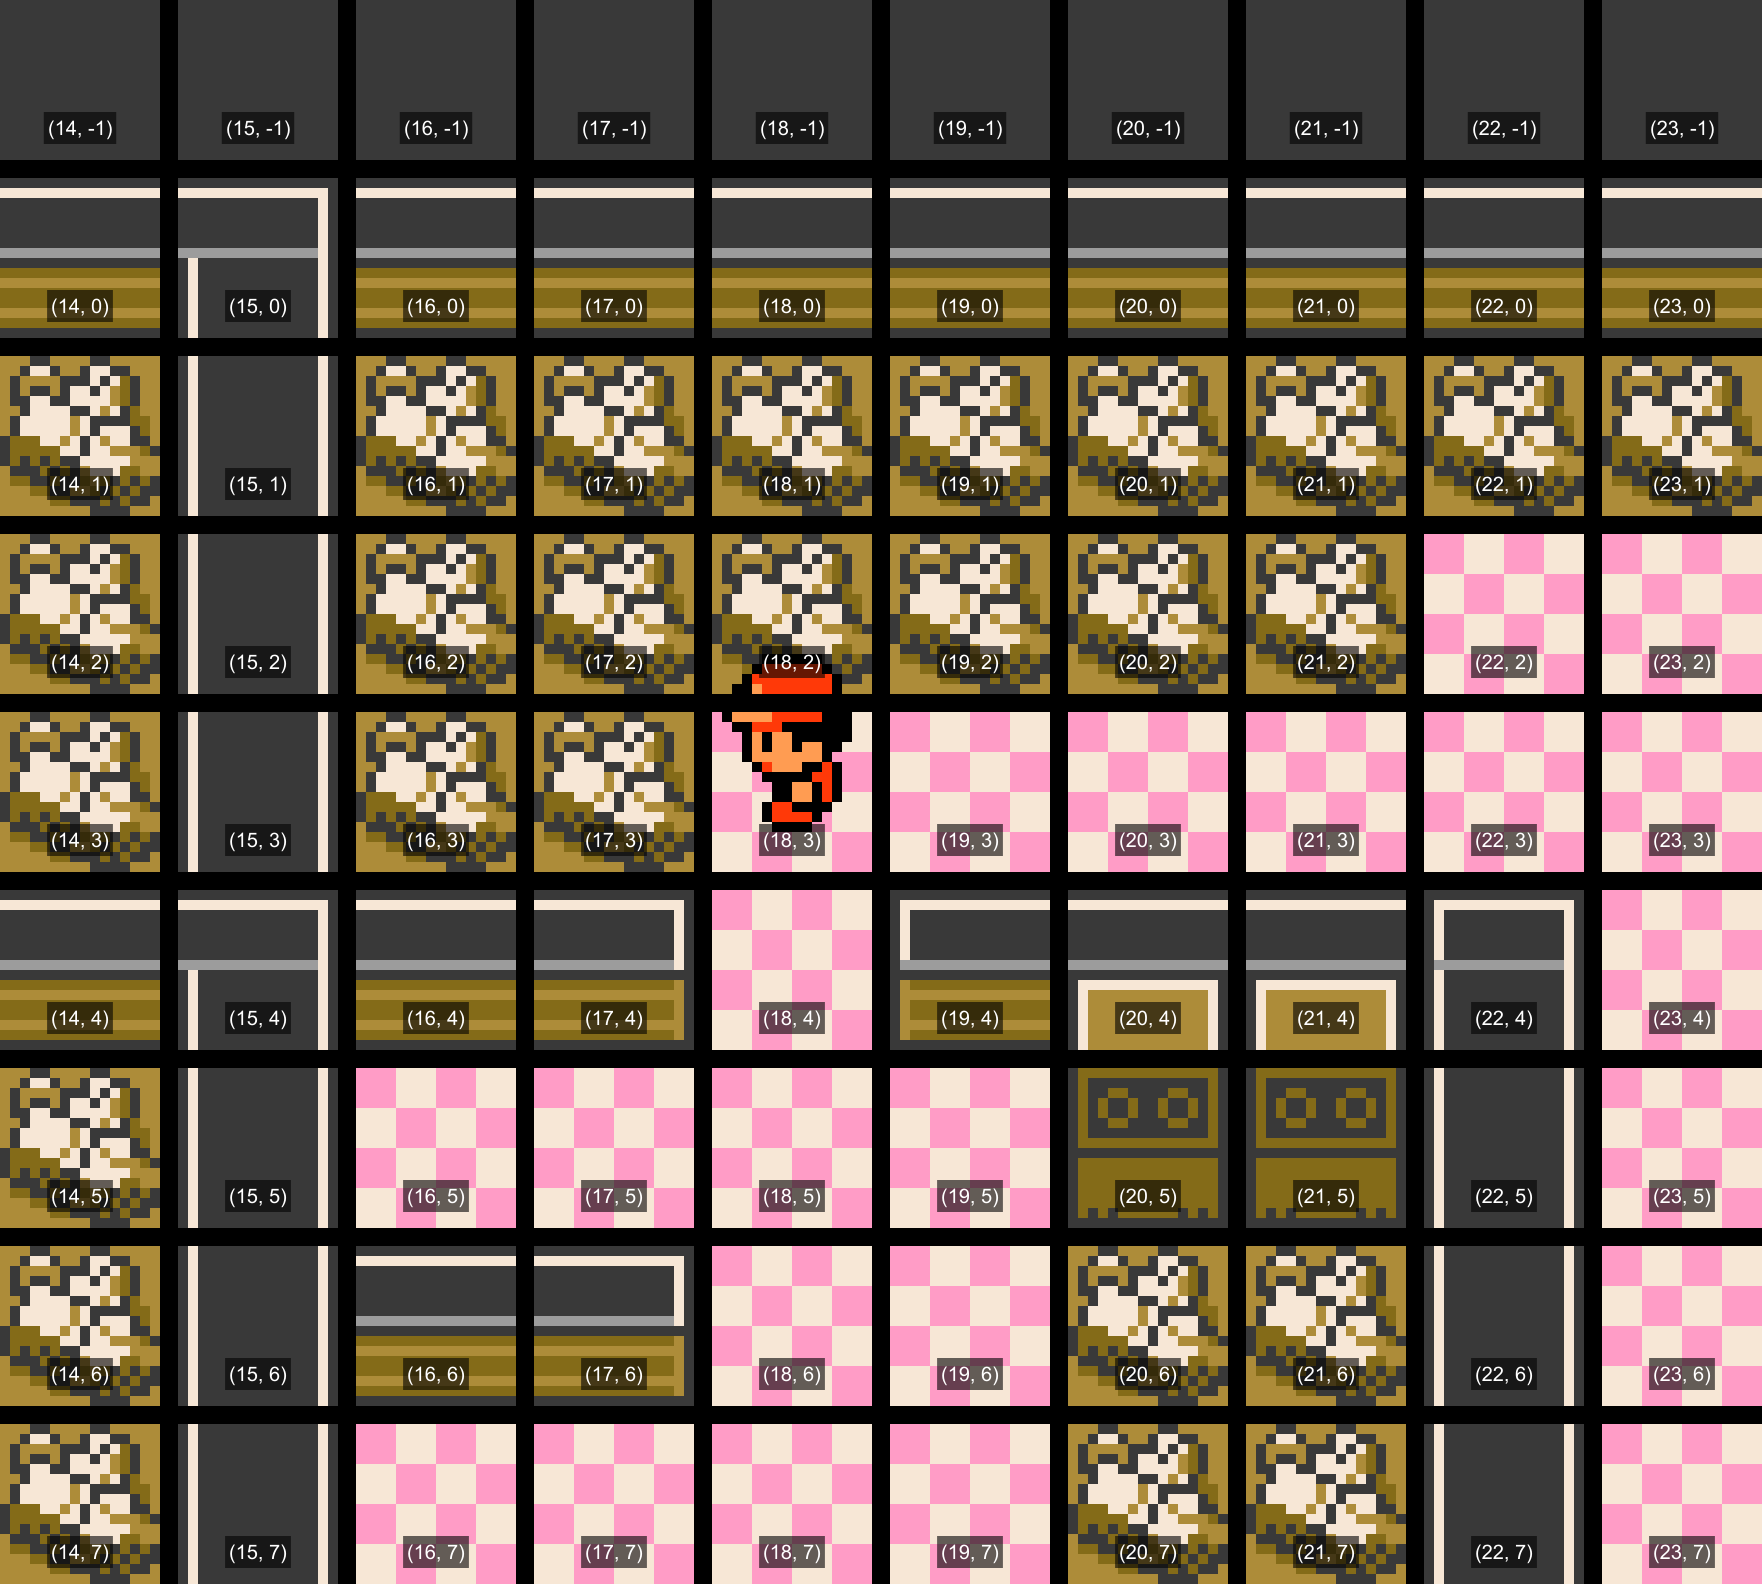 (14, -1) (15, -1) (16, -1) (17, -1) (18, -1) (19, -1) (20, -1) (21, -1) (22, -1) (23, -1)
(14, 0) (15, 0) (16, 0) (17, 0) (18, 0) (19, 0) (20, 0) (21, 0) (22, 0) (23, 0)
(14, 1) (15, 1) (16, 1) (17, 1) (18, 1) (19, 1) (20, 1) (21, 1) (22, 1) (23, 1)
(14, 2) (15, 2) (16, 2) (17, 2) (18, 2) (19, 2) (20, 2) (21, 2) (22, 2) (23, 2)
(14, 3) (15, 3) (16, 3) (17, 3) (18, 3) (19, 3) (20, 3) (21, 3) (22, 3) (23, 3)
(14, 4) (15, 4) (16, 4) (17, 4) (18, 4) (19, 4) (20, 4) (21, 4) (22, 4) (23, 4)
(14, 5) (15, 5) (16, 5) (17, 5) (18, 5) (19, 5) (20, 5) (21, 5) (22, 5) (23, 5)
(14, 6) (15, 6) (16, 6) (17, 6) (18, 6) (19, 6) (20, 6) (21, 6) (22, 6) (23, 6)
(14, 7) (15, 7) (16, 7) (17, 7) (18, 7) (19, 7) (20, 7) (21, 7) (22, 7) (23, 7)